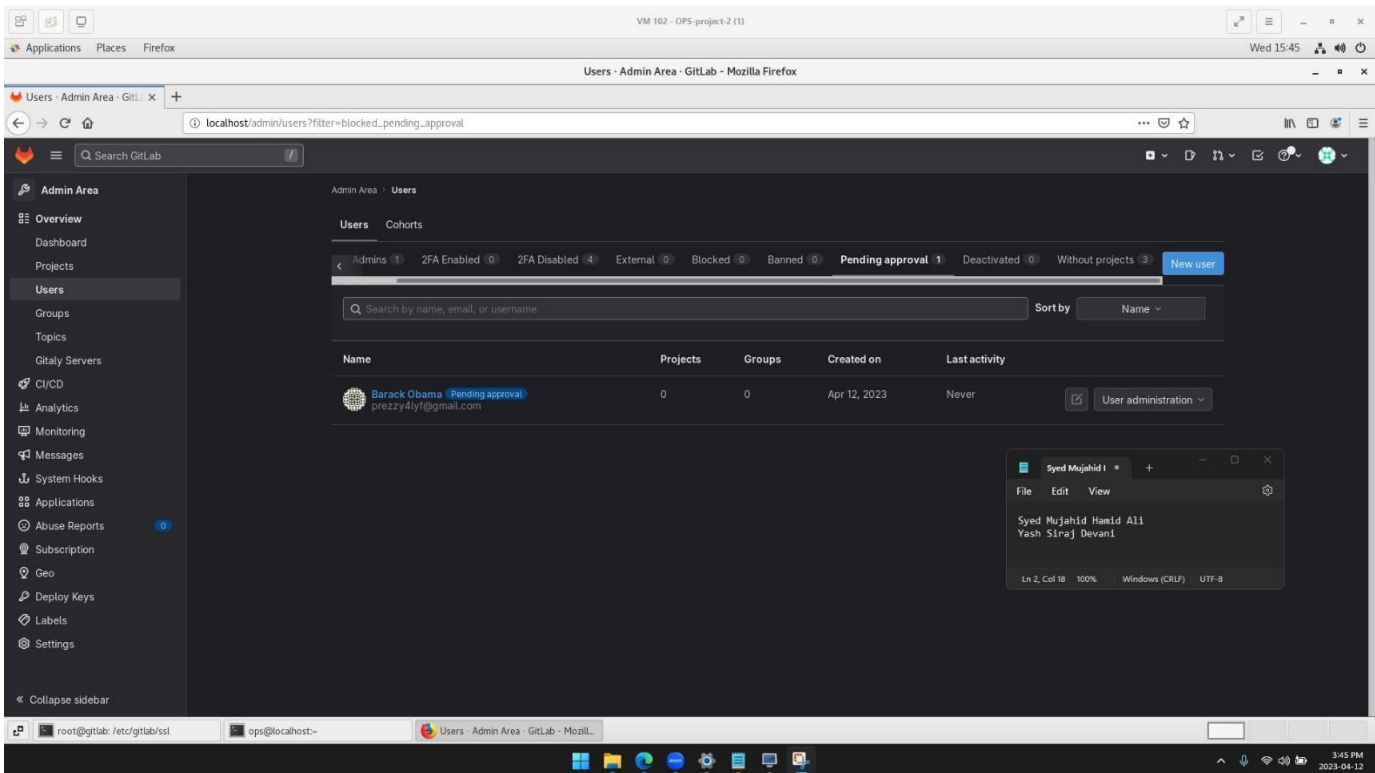 VM 102 - OPS-project-2 (1)
Applications Places Firefox Wed 15:45
Users · Admin Area · GitLab - Mozilla Firefox
Users · Admin Area · GitL
localhost/admin/users?filter=blocked_pending_approval
Search GitLab /
Admin Area
Overview
Dashboard
Projects
Users
Groups
Topics
Gitaly Servers
CI/CD
Analytics
Monitoring
Messages
System Hooks
Applications
Abuse Reports 0
Subscription
Geo
Deploy Keys
Labels
Settings
Collapse sidebar
Admin Area > Users
Users Cohorts
Admins 1 2FA Enabled 0 2FA Disabled 4 External 0 Blocked 0 Banned 0 Pending approval 1 Deactivated 0 Without projects 3 New user
Search by name, email, or username Sort by Name
Name Projects Groups Created on Last activity
Barack Obama Pending approval 0 0 Apr 12, 2023 Never User administration
prezzy4lyf@gmail.com
Syed Mujahid I
File Edit View
Syed Mujahid Hamid Ali
Yash Siraj Devani
Ln 2, Col 18 100% Windows (CRLF) UTF-8
root@gitlab: /etc/gitlab/ssl ops@localhost:~ Users · Admin Area · GitLab - Mozill...
3:45 PM
2023-04-12